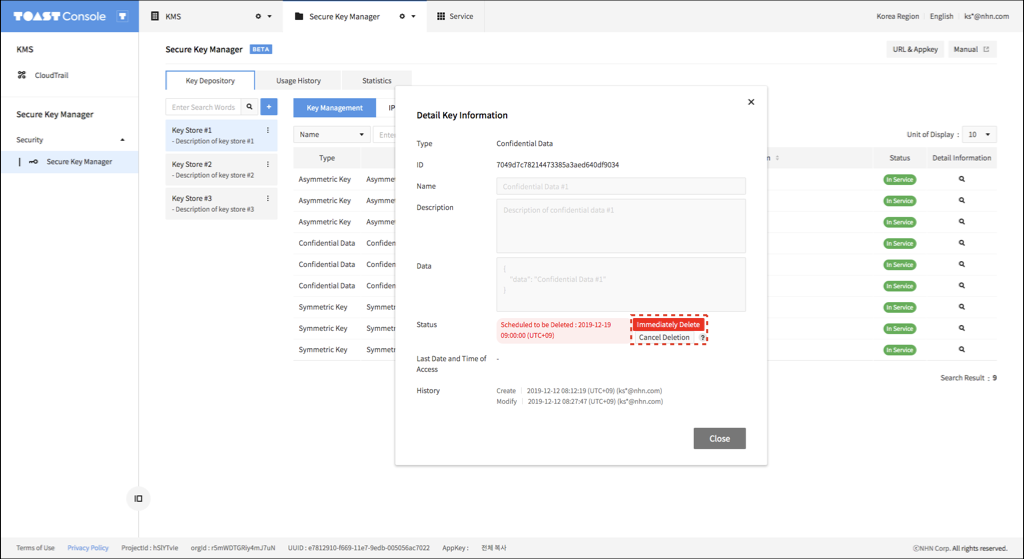 TOAST Console
KMS
Secure Key Manager
Service
Korea Region
English
ks*@nhn.com
KMS
CloudTrail
Secure Key Manager
Security
Secure Key Manager
Secure Key Manager BETA
URL & Appkey
Manual
Key Depository
Usage History
Statistics
Enter Search Words
+
Key Store #1
- Description of key store #1
Key Store #2
- Description of key store #2
Key Store #3
- Description of key store #3
Key Management
IP
Name
Enter
Unit of Display : 10
Type
Status
Detail Information
Asymmetric Key Asymme In Service
Asymmetric Key Asymme In Service
Asymmetric Key Asymme In Service
Confidential Data Confiden In Service
Confidential Data Confiden In Service
Confidential Data Confiden In Service
Symmetric Key Symmetr In Service
Symmetric Key Symmetr In Service
Symmetric Key Symmetr In Service
Search Result : 9
Detail Key Information
Type Confidential Data
ID 7049d7c78214473385a3aed640df9034
Name Confidential Data #1
Description Description of confidential data #1
Data {
"data": "Confidential Data #1"
}
Status Scheduled to be Deleted : 2019-12-19
09:00:00 (UTC+09)
Immediately Delete
Cancel Deletion ?
Last Date and Time of
Access
-
History Create 2019-12-12 08:12:19 (UTC+09) (ks*@nhn.com)
Modify 2019-12-12 08:27:47 (UTC+09) (ks*@nhn.com)
Close
Terms of Use
Privacy Policy
ProjectId : hSlYTvIe
orgId : r5mWDTGRiy4mJ7uN
UUID : e7812910-f669-11e7-9edb-005056ac7022
AppKey :
전체 복사
ⓒNHN Corp. All rights reserved.